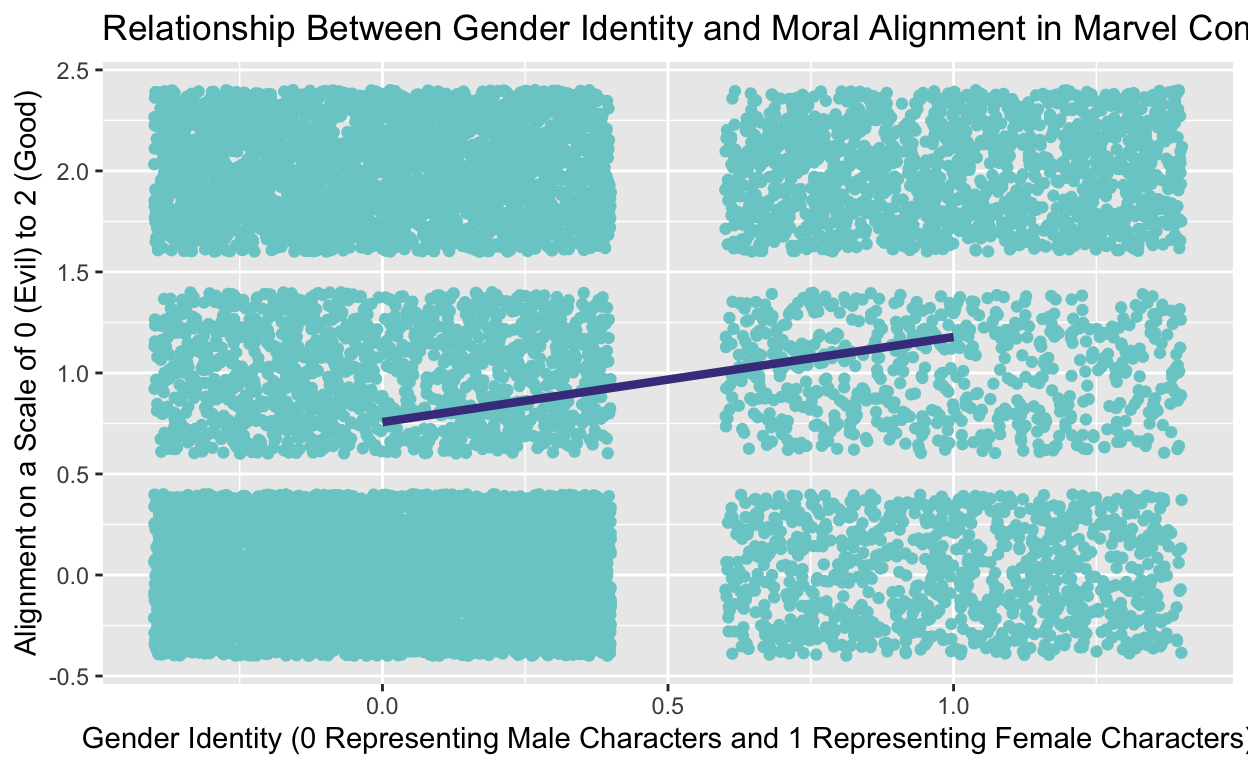 Relationship Between Gender Identity and Moral Alignment in Marvel
Alignment on a Scale of 0 (Evil) to 2 (Good)
2.5
2.0
1.5
1.0
0.5
0.0
-0.5
0.0 0.5 1.0
Gender Identity (0 Representing Male Characters and 1 Representing Female Characters)